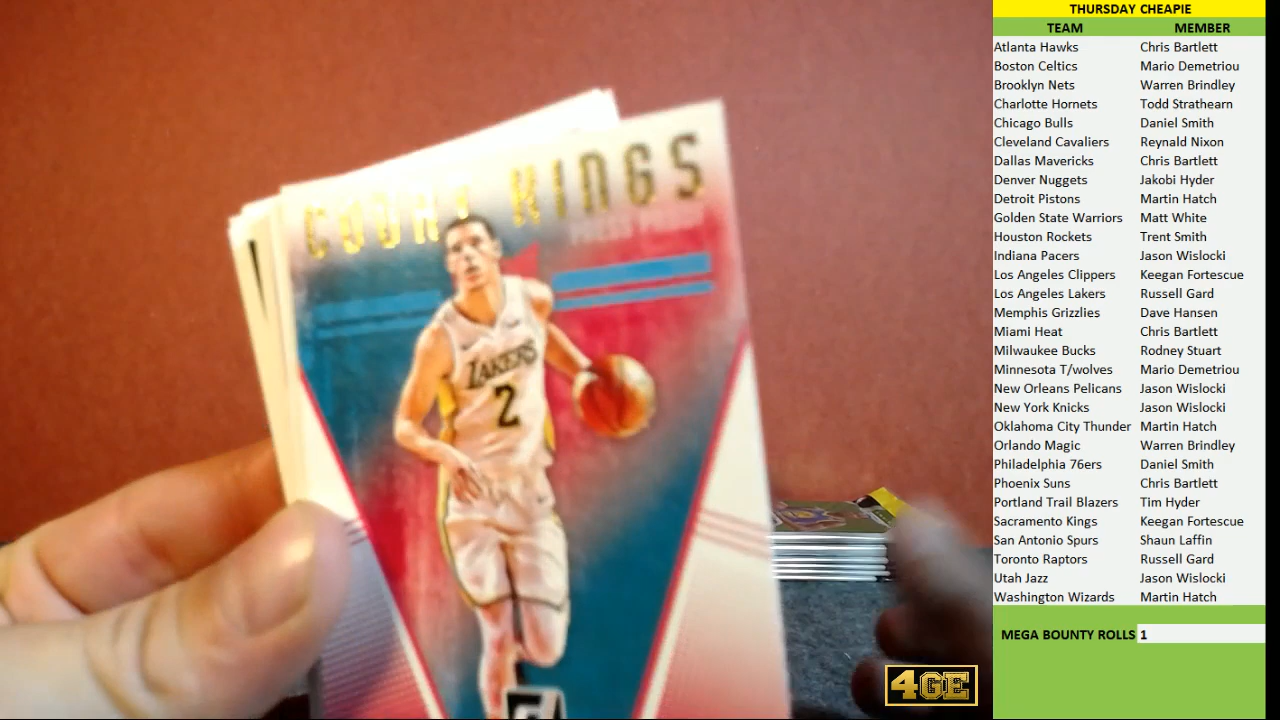 COURT KINGS
PRESS PROOF
LAKERS
2
4GE
THURSDAY CHEAPIE
TEAM MEMBER
Atlanta Hawks Chris Bartlett
Boston Celtics Mario Demetriou
Brooklyn Nets Warren Brindley
Charlotte Hornets Todd Strathearn
Chicago Bulls Daniel Smith
Cleveland Cavaliers Reynald Nixon
Dallas Mavericks Chris Bartlett
Denver Nuggets Jakobi Hyder
Detroit Pistons Martin Hatch
Golden State Warriors Matt White
Houston Rockets Trent Smith
Indiana Pacers Jason Wislocki
Los Angeles Clippers Keegan Fortescue
Los Angeles Lakers Russell Gard
Memphis Grizzlies Dave Hansen
Miami Heat Chris Bartlett
Milwaukee Bucks Rodney Stuart
Minnesota T/wolves Mario Demetriou
New Orleans Pelicans Jason Wislocki
New York Knicks Jason Wislocki
Oklahoma City Thunder Martin Hatch
Orlando Magic Warren Brindley
Philadelphia 76ers Daniel Smith
Phoenix Suns Chris Bartlett
Portland Trail Blazers Tim Hyder
Sacramento Kings Keegan Fortescue
San Antonio Spurs Shaun Laffin
Toronto Raptors Russell Gard
Utah Jazz Jason Wislocki
Washington Wizards Martin Hatch
MEGA BOUNTY ROLLS 1